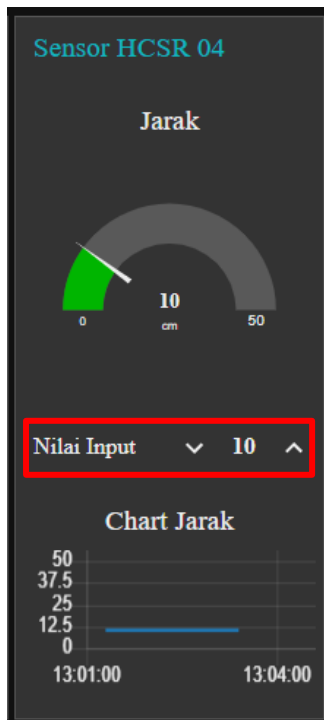 Sensor HCSR 04
Jarak
10
0 cm 50
Nilai Input 10
Chart Jarak
50
37.5
25
12.5
0
13:01:00 13:04:00